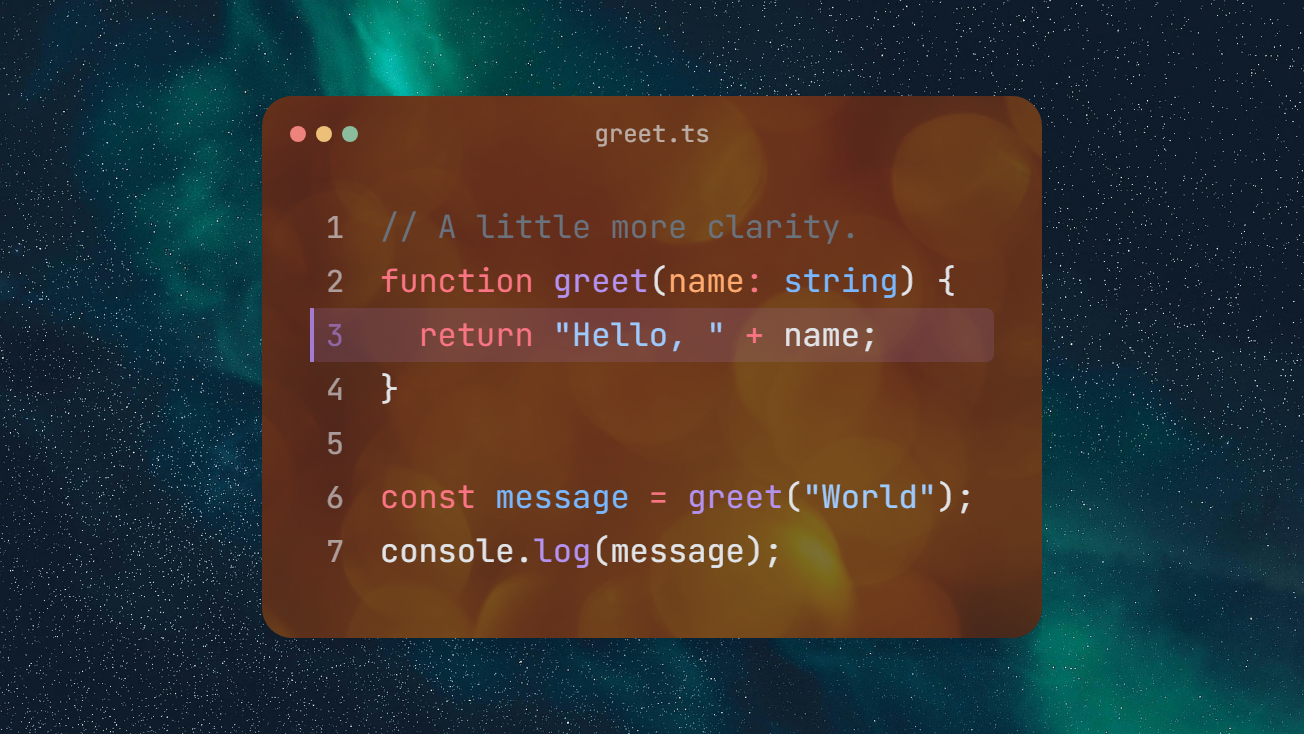 greet.ts
1 // A little more clarity.
2 function greet(name: string) {
3   return "Hello, " + name;
4 }
5
6 const message = greet("World");
7 console.log(message);